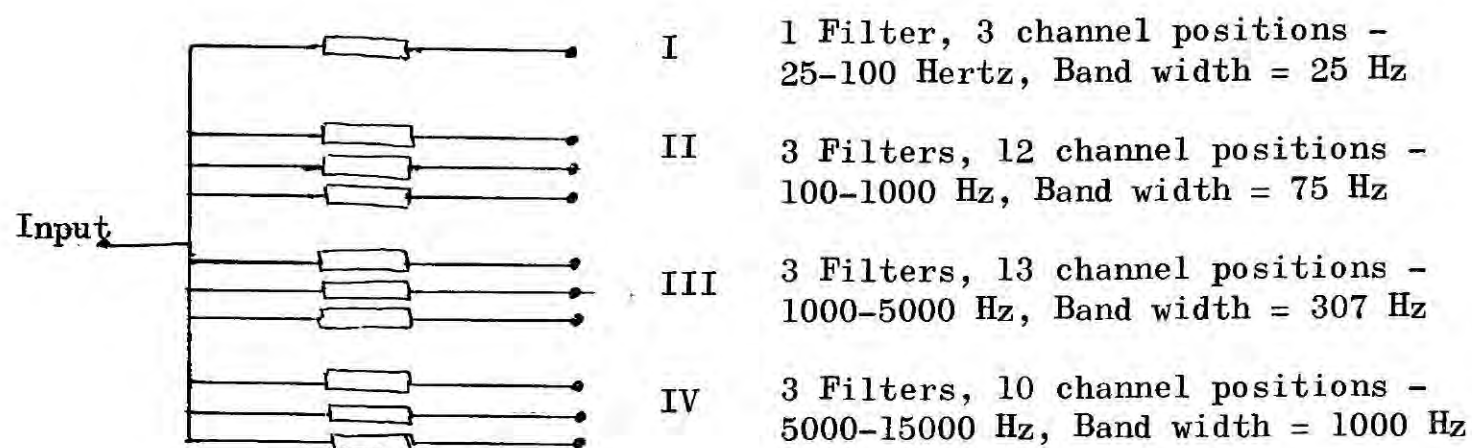 I
1 Filter, 3 channel positions -
25-100 Hertz, Band width = 25 Hz
II
3 Filters, 12 channel positions -
100-1000 Hz, Band width = 75 Hz
Input
III
3 Filters, 13 channel positions -
1000-5000 Hz, Band width = 307 Hz
IV
3 Filters, 10 channel positions -
5000-15000 Hz, Band width = 1000 Hz